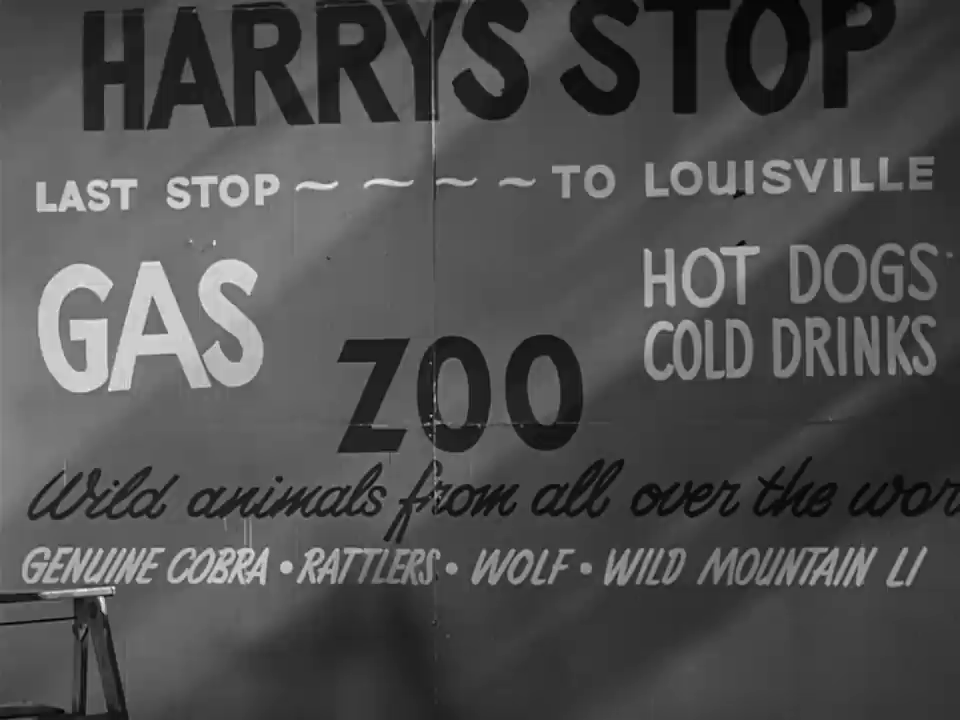 HARRYS STOP
LAST STOP ~ ~ ~ ~ TO LOUISVILLE
GAS
HOT DOGS
COLD DRINKS
ZOO
Wild animals from all over the wor
GENUINE COBRA • RATTLERS • WOLF • WILD MOUNTAIN LI